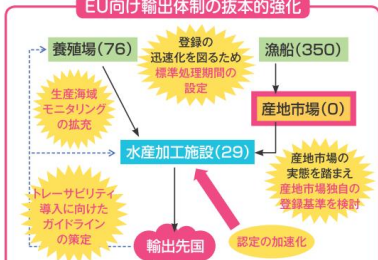 EU向け輸出体制の抜本的強化
養殖場(76)
登録の
迅速化を図るため
標準処理期間の
設定
漁船(350)
生産海域
モニタリング
の拡充
産地市場(0)
水産加工施設(29)
産地市場の
実態を踏まえ
産地市場独自の
登録基準を検討
トレーサビリティ
導入に向けた
ガイドライン
の策定
輸出先国
認定の加速化